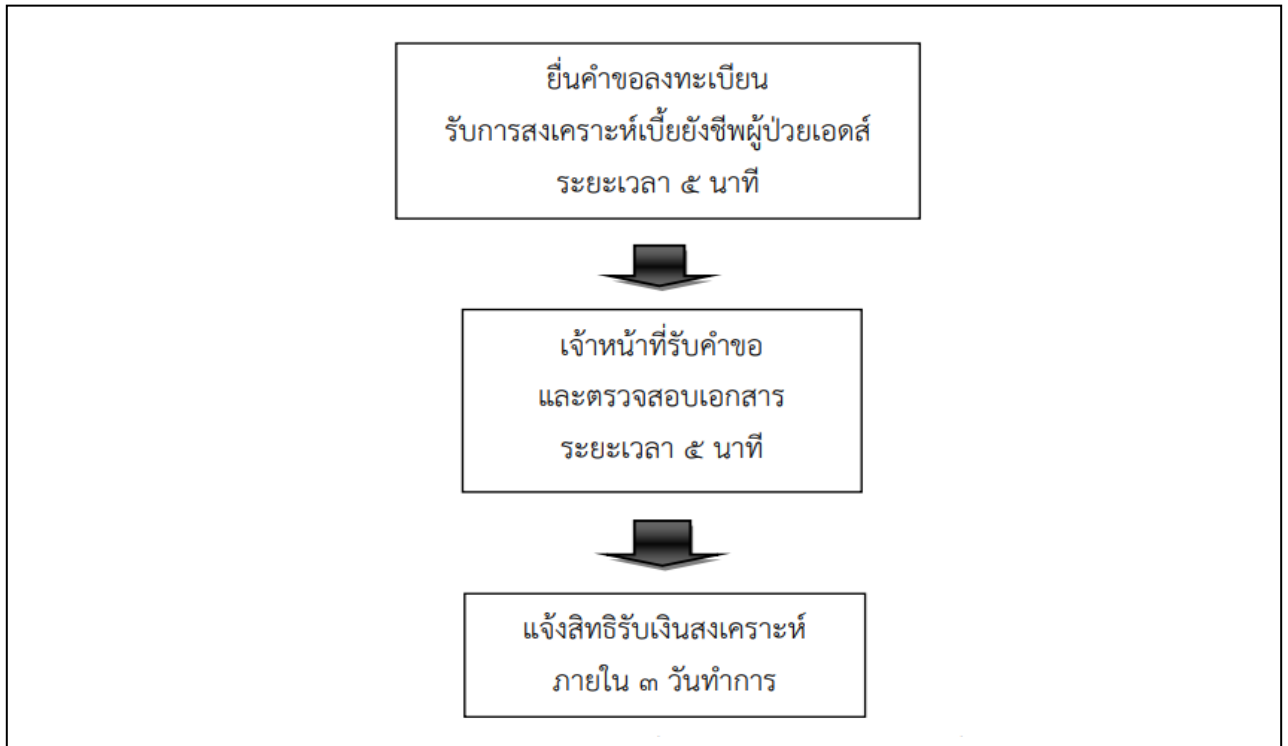 ยื่นคำขอลงทะเบียน
รับการสงเคราะห์เบี้ยยังชีพผู้ป่วยเอดส์
ระยะเวลา ๕ นาที
เจ้าหน้าที่รับคำขอ
และตรวจสอบเอกสาร
ระยะเวลา ๕ นาที
แจ้งสิทธิรับเงินสงเคราะห์
ภายใน ๓ วันทำการ